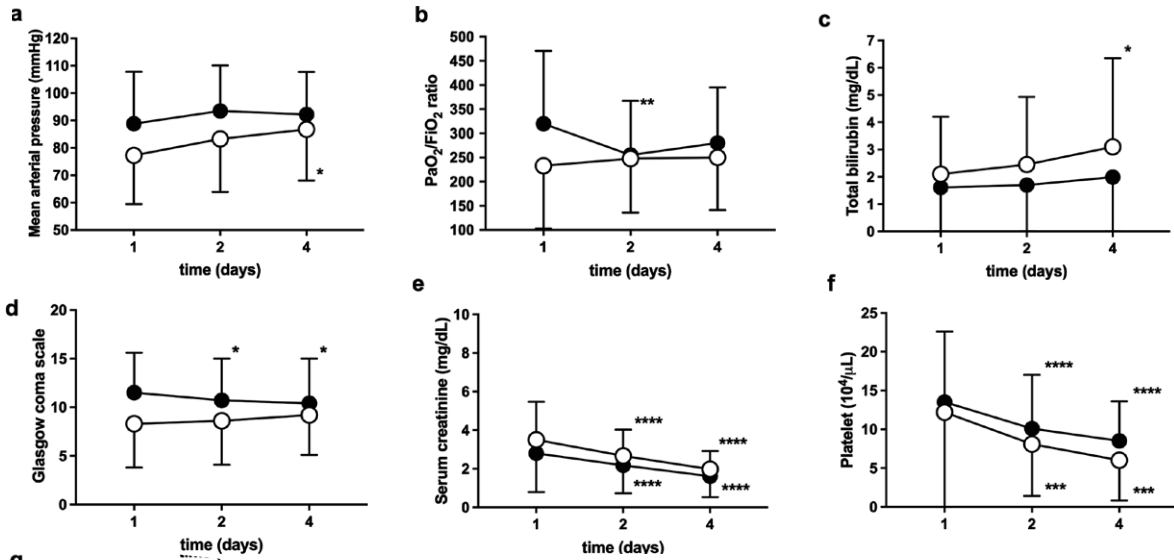 a
Mean arterial pressure (mmHg)
120
110
100
90
80
70
60
50
*
1 2 4
time (days)
b
PaO2/FiO2 ratio
500
450
400
350
300
250
200
150
100
**
1 2 4
time (days)
c
Total bilirubin (mg/dL)
7
6
5
4
3
2
1
0
*
1 2 4
time (days)
d
Glasgow coma scale
20
15
10
5
0
* *
1 2 4
time (days)
e
Serum creatinine (mg/dL)
10
8
6
4
2
0
**** ****
**** ****
1 2 4
time (days)
f
Platelet (10⁴/μL)
25
20
15
10
5
0
**** ****
*** ***
1 2 4
time (days)